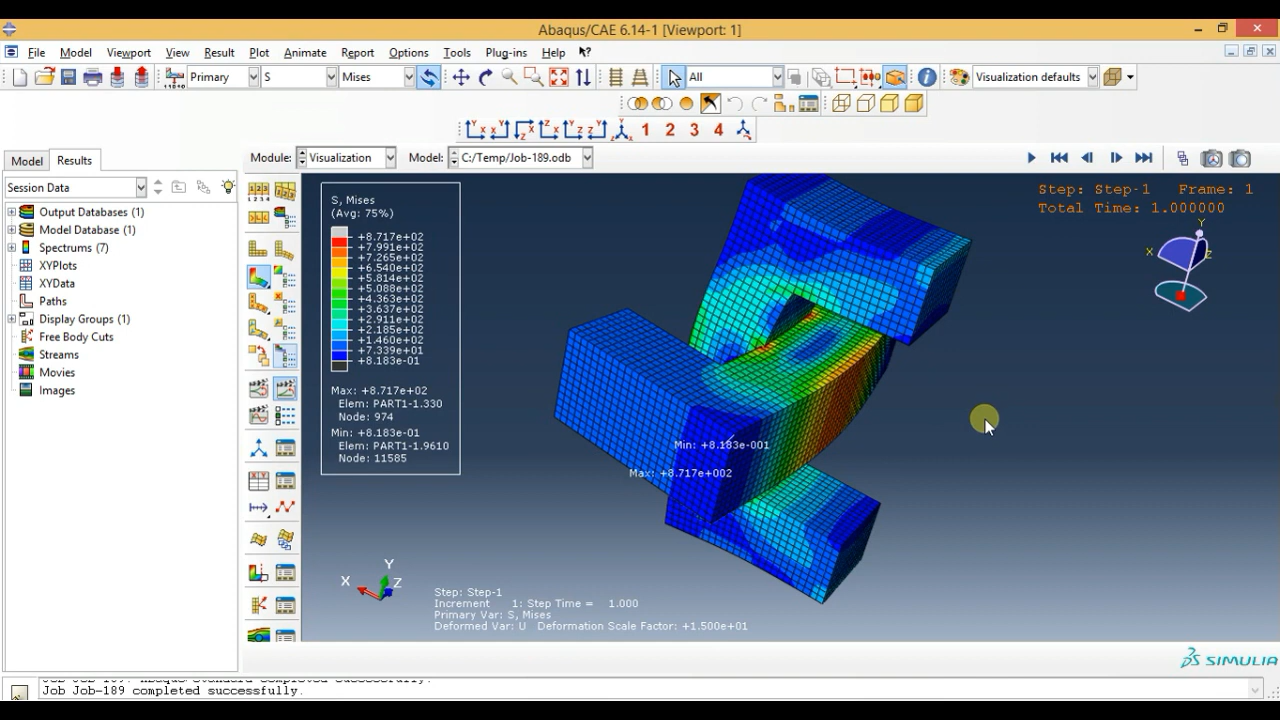 Abaqus/CAE 6.14-1 [Viewport: 1]
File Model Viewport View Result Plot Animate Report Options Tools Plug-ins Help
Primary S Mises All Visualization defaults
1 2 3 4
Module: Visualization Model: C:/Temp/Job-189.odb
Model Results
Session Data
Output Databases (1)
Model Database (1)
Spectrums (7)
XYPlots
XYData
Paths
Display Groups (1)
Free Body Cuts
Streams
Movies
Images
S, Mises
(Avg: 75%)
+8.717e+02
+7.991e+02
+7.265e+02
+6.540e+02
+5.814e+02
+5.088e+02
+4.363e+02
+3.637e+02
+2.911e+02
+2.185e+02
+1.460e+02
+7.339e+01
+8.183e-01
Max: +8.717e+02
Elem: PART1-1.330
Node: 974
Min: +8.183e-01
Elem: PART1-1.9610
Node: 11585
Step: Step-1 Frame: 1
Total Time: 1.000000
Y
X
Z
Min: +8.183e-001
Max: +8.717e+002
Y
X Z
Step: Step-1
Increment 1: Step Time = 1.000
Primary Var: S, Mises
Deformed Var: U Deformation Scale Factor: +1.500e+01
SIMULIA
Job Job-189 completed successfully.